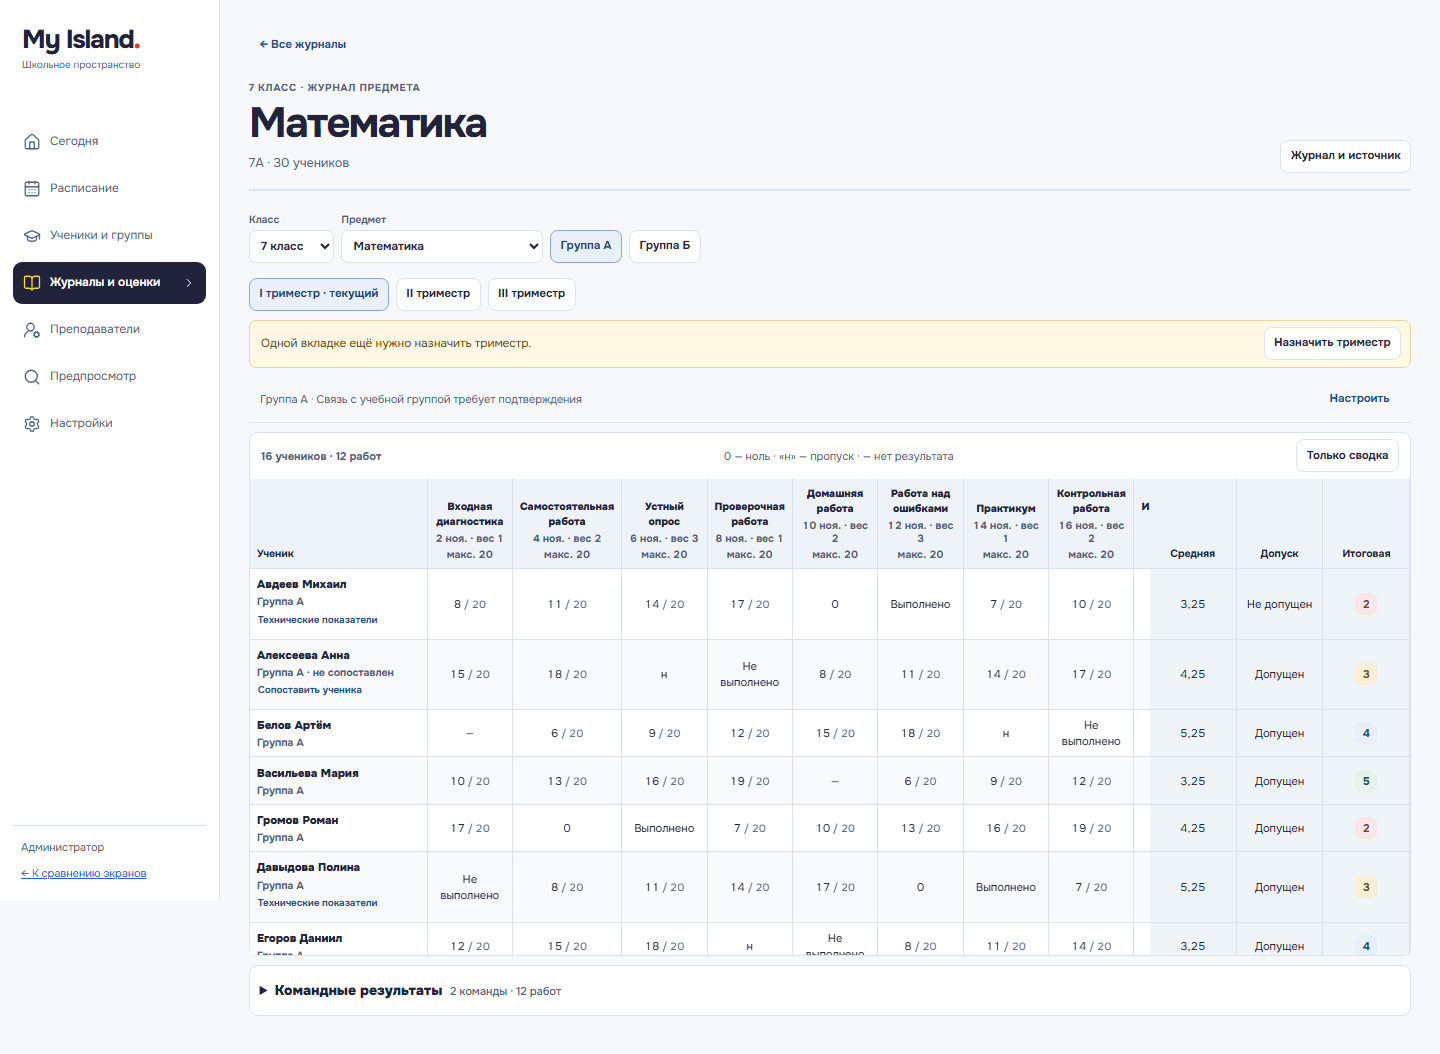 My Island.
Школьное пространство
Сегодня
Расписание
Ученики и группы
Журналы и оценки
Преподаватели
Предпросмотр
Настройки
Администратор
← К сравнению экранов
← Все журналы
7 КЛАСС · ЖУРНАЛ ПРЕДМЕТА
Математика
7А · 30 учеников
Журнал и источник
Класс Предмет
7 класс Математика Группа А Группа Б
I триместр · текущий II триместр III триместр
Одной вкладке ещё нужно назначить триместр. Назначить триместр
Группа А · Связь с учебной группой требует подтверждения Настроить
16 учеников · 12 работ 0 — ноль · «н» — пропуск · — нет результата Только сводка
Ученик
Входная
диагностика
2 ноя. · вес 1
макс. 20
Самостоятельная
работа
4 ноя. · вес 2
макс. 20
Устный
опрос
6 ноя. · вес 3
макс. 20
Проверочная
работа
8 ноя. · вес 1
макс. 20
Домашняя
работа
10 ноя. · вес
2
макс. 20
Работа над
ошибками
12 ноя. · вес
3
макс. 20
Практикум
14 ноя. · вес
1
макс. 20
Контрольная
работа
16 ноя. · вес
2
макс. 20
И
Средняя
Допуск
Итоговая
Авдеев Михаил
Группа А
Технические показатели
8 / 20 11 / 20 14 / 20 17 / 20 0 Выполнено 7 / 20 10 / 20 3,25 Не допущен 2
Алексеева Анна
Группа А · не сопоставлен
Сопоставить ученика
15 / 20 18 / 20 н Не выполнено 8 / 20 11 / 20 14 / 20 17 / 20 4,25 Допущен 3
Белов Артём
Группа А
— 6 / 20 9 / 20 12 / 20 15 / 20 18 / 20 н Не выполнено 5,25 Допущен 4
Васильева Мария
Группа А
10 / 20 13 / 20 16 / 20 19 / 20 — 6 / 20 9 / 20 12 / 20 3,25 Допущен 5
Громов Роман
Группа А
17 / 20 0 Выполнено 7 / 20 10 / 20 13 / 20 16 / 20 19 / 20 4,25 Допущен 2
Давыдова Полина
Группа А
Технические показатели
Не выполнено 8 / 20 11 / 20 14 / 20 17 / 20 0 Выполнено 7 / 20 5,25 Допущен 3
Егоров Даниил
Группа А
12 / 20 15 / 20 18 / 20 н Не выполнено 8 / 20 11 / 20 14 / 20 3,25 Допущен 4
▶ Командные результаты 2 команды · 12 работ